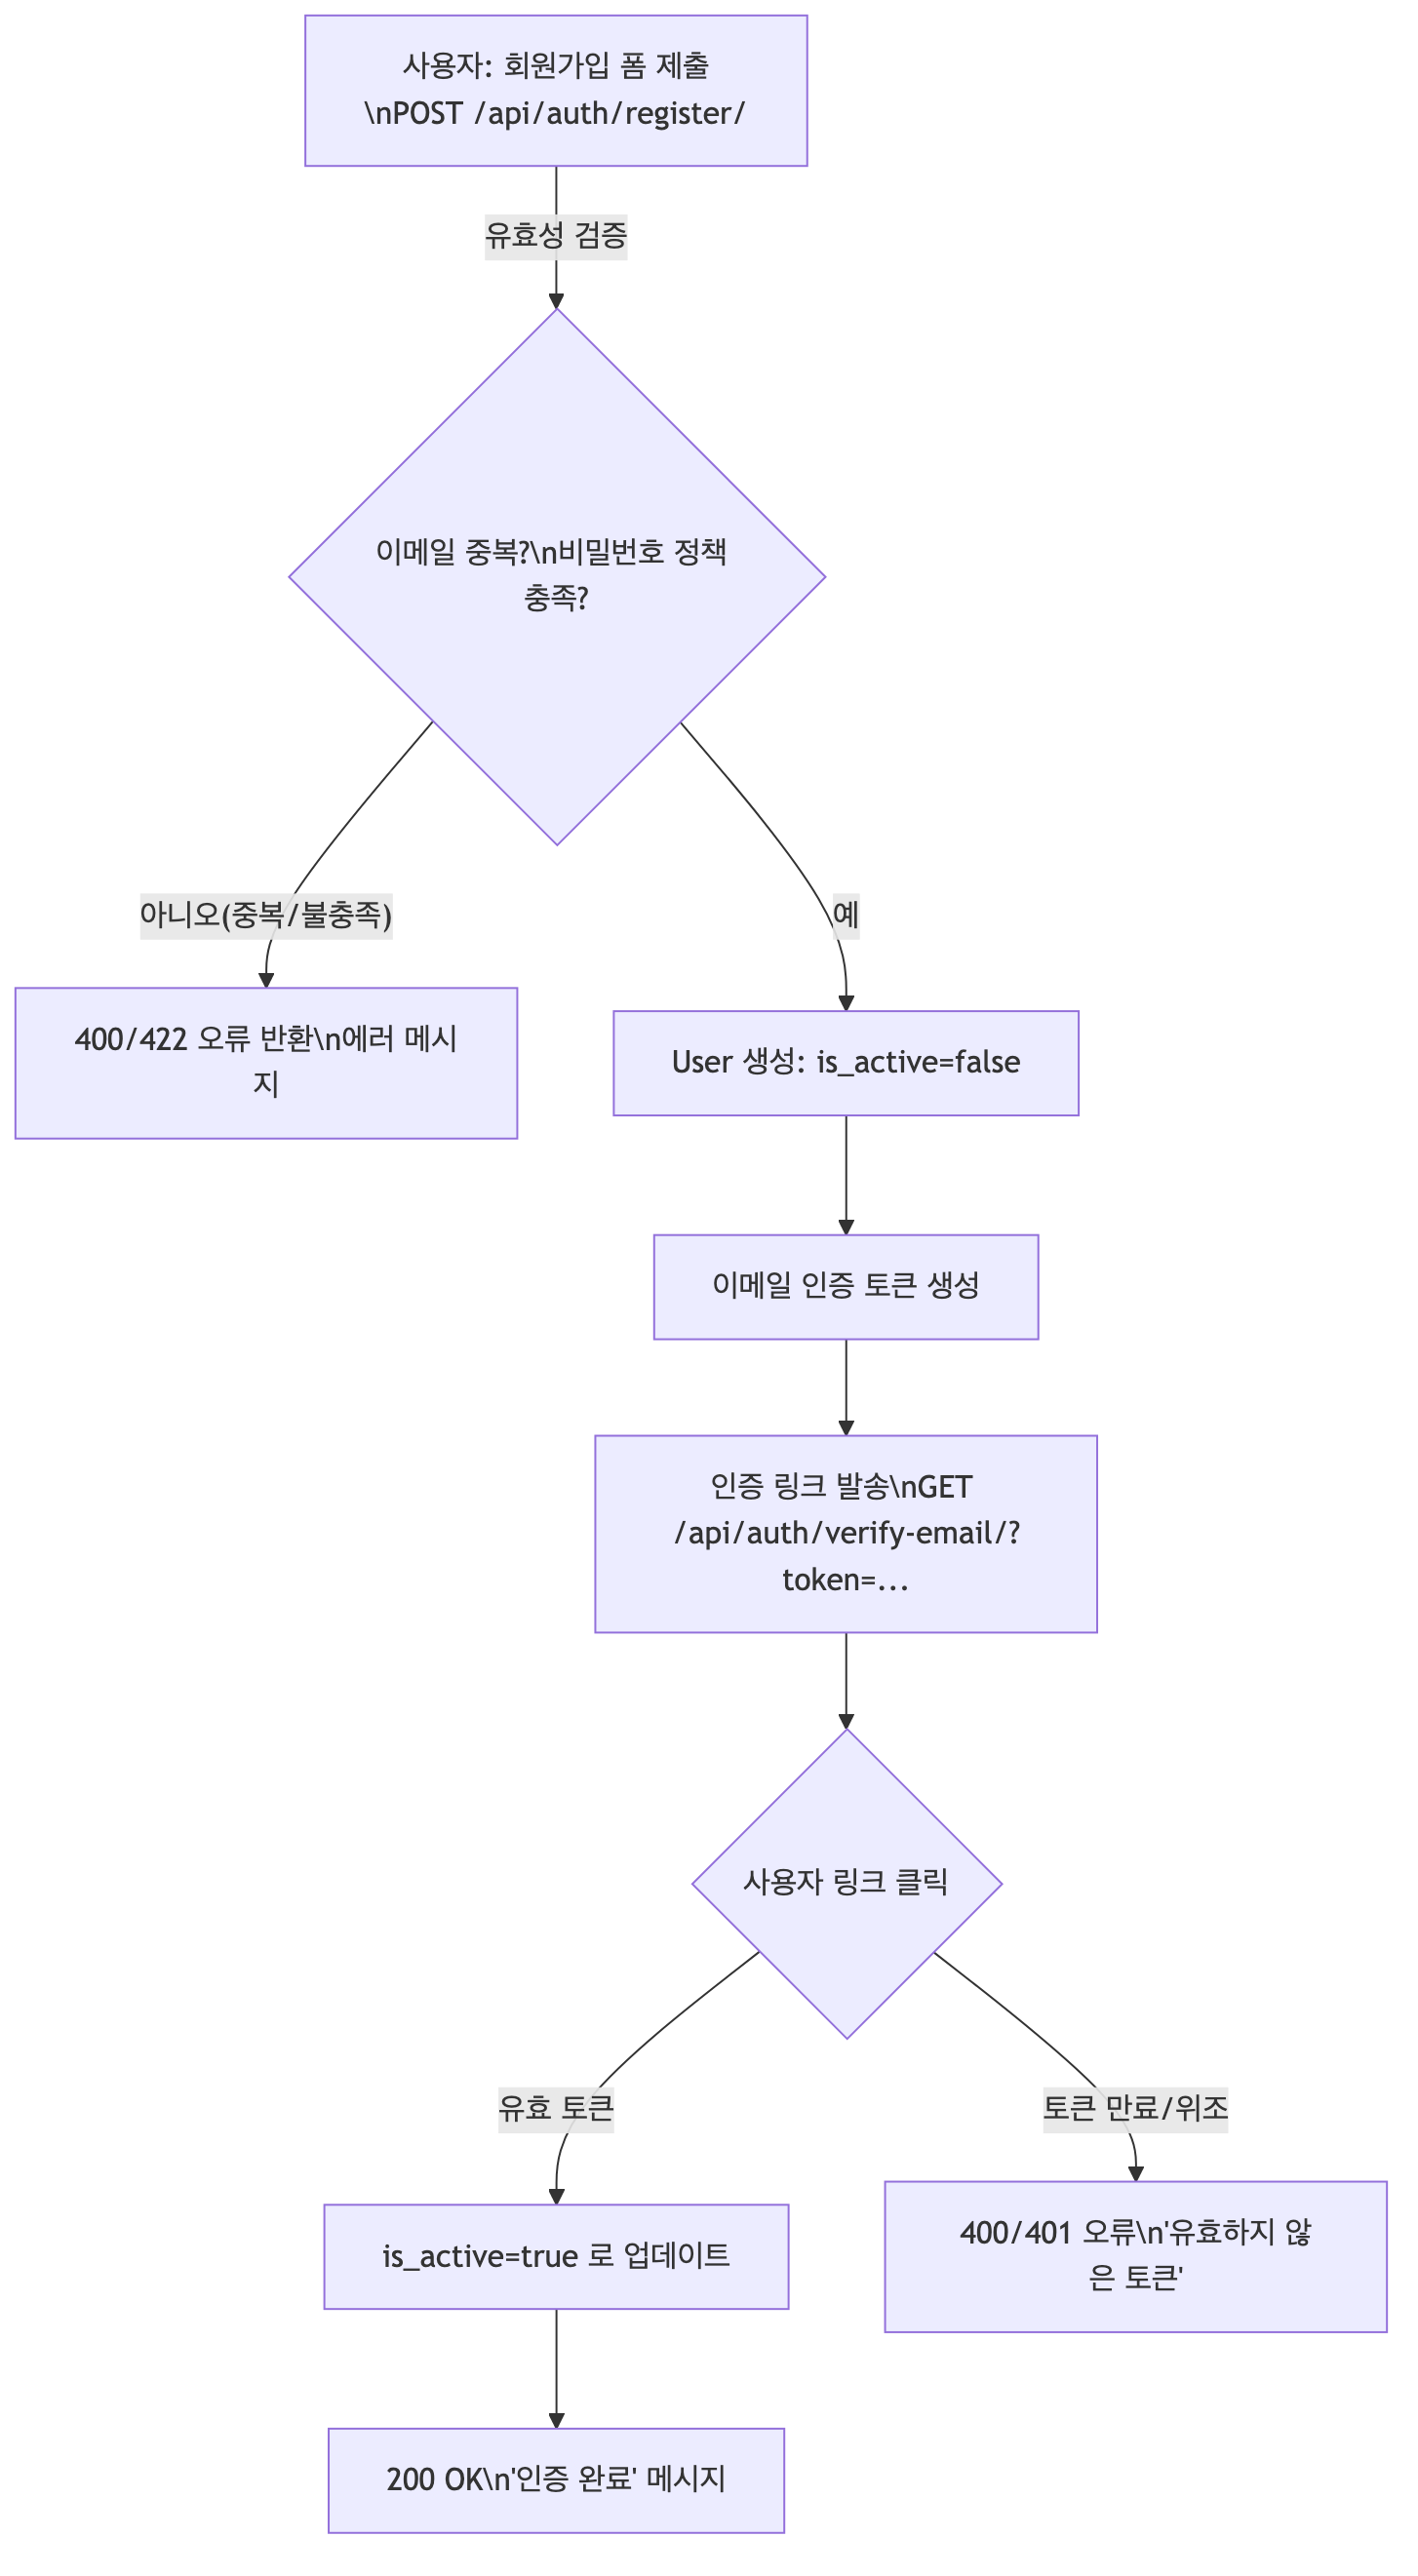 사용자: 회원가입 폼 제출
\nPOST /api/auth/register/
유효성 검증
이메일 중복?\n비밀번호 정책
충족?
아니오(중복/불충족)
예
400/422 오류 반환\n에러 메시
지
User 생성: is_active=false
이메일 인증 토큰 생성
인증 링크 발송\nGET
/api/auth/verify-email/?
token=...
사용자 링크 클릭
유효 토큰
토큰 만료/위조
is_active=true 로 업데이트
400/401 오류\n'유효하지 않
은 토큰'
200 OK\n'인증 완료' 메시지